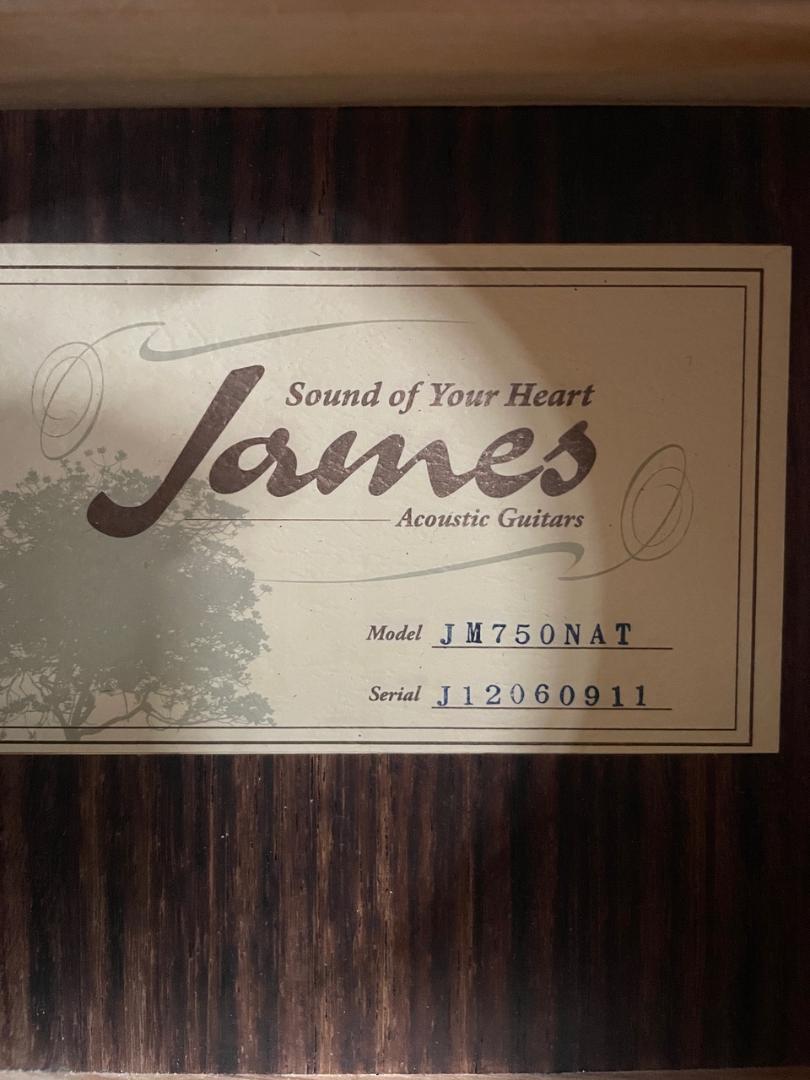 Sound of Your Heart
James
Acoustic Guitars
Model JM750NAT
Serial J12060911